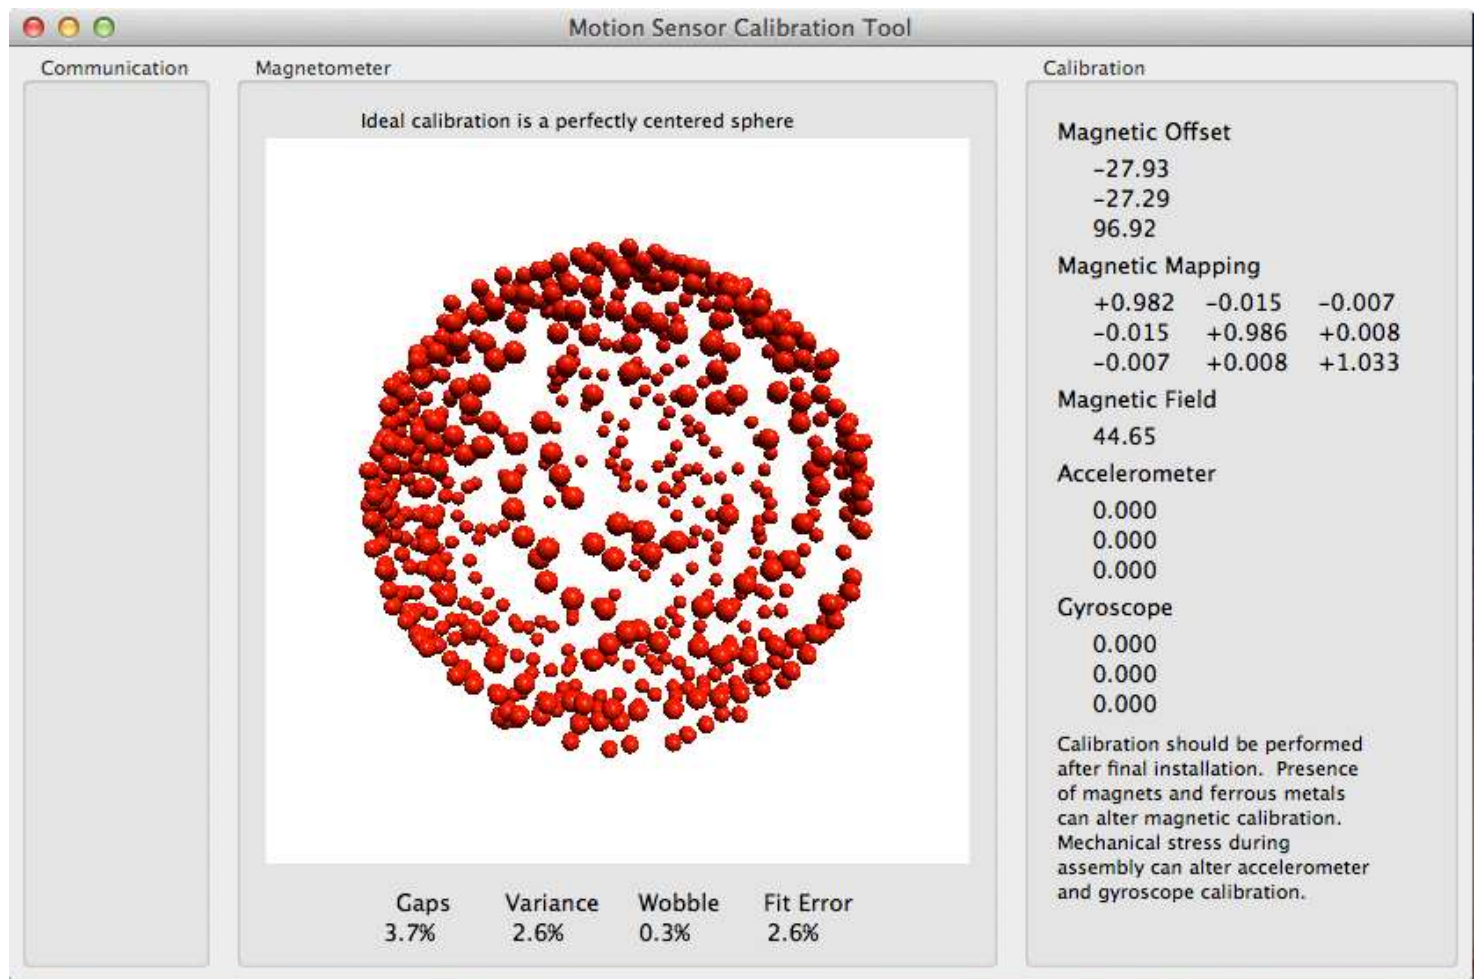 Motion Sensor Calibration Tool
Communication
Magnetometer
Ideal calibration is a perfectly centered sphere
Gaps Variance Wobble Fit Error
3.7% 2.6% 0.3% 2.6%
Calibration
Magnetic Offset
-27.93
-27.29
96.92
Magnetic Mapping
+0.982 -0.015 -0.007
-0.015 +0.986 +0.008
-0.007 +0.008 +1.033
Magnetic Field
44.65
Accelerometer
0.000
0.000
0.000
Gyroscope
0.000
0.000
0.000
Calibration should be performed
after final installation. Presence
of magnets and ferrous metals
can alter magnetic calibration.
Mechanical stress during
assembly can alter accelerometer
and gyroscope calibration.